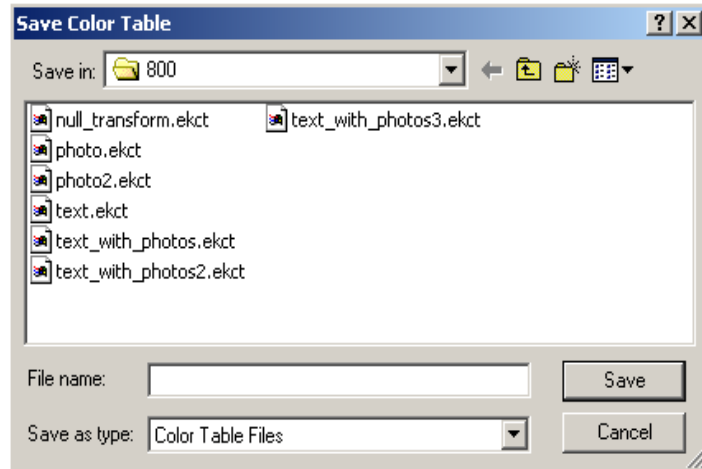 Save Color Table
Save in: 800
null_transform.ekct text_with_photos3.ekct
photo.ekct
photo2.ekct
text.ekct
text_with_photos.ekct
text_with_photos2.ekct
File name: Save
Save as type: Color Table Files Cancel